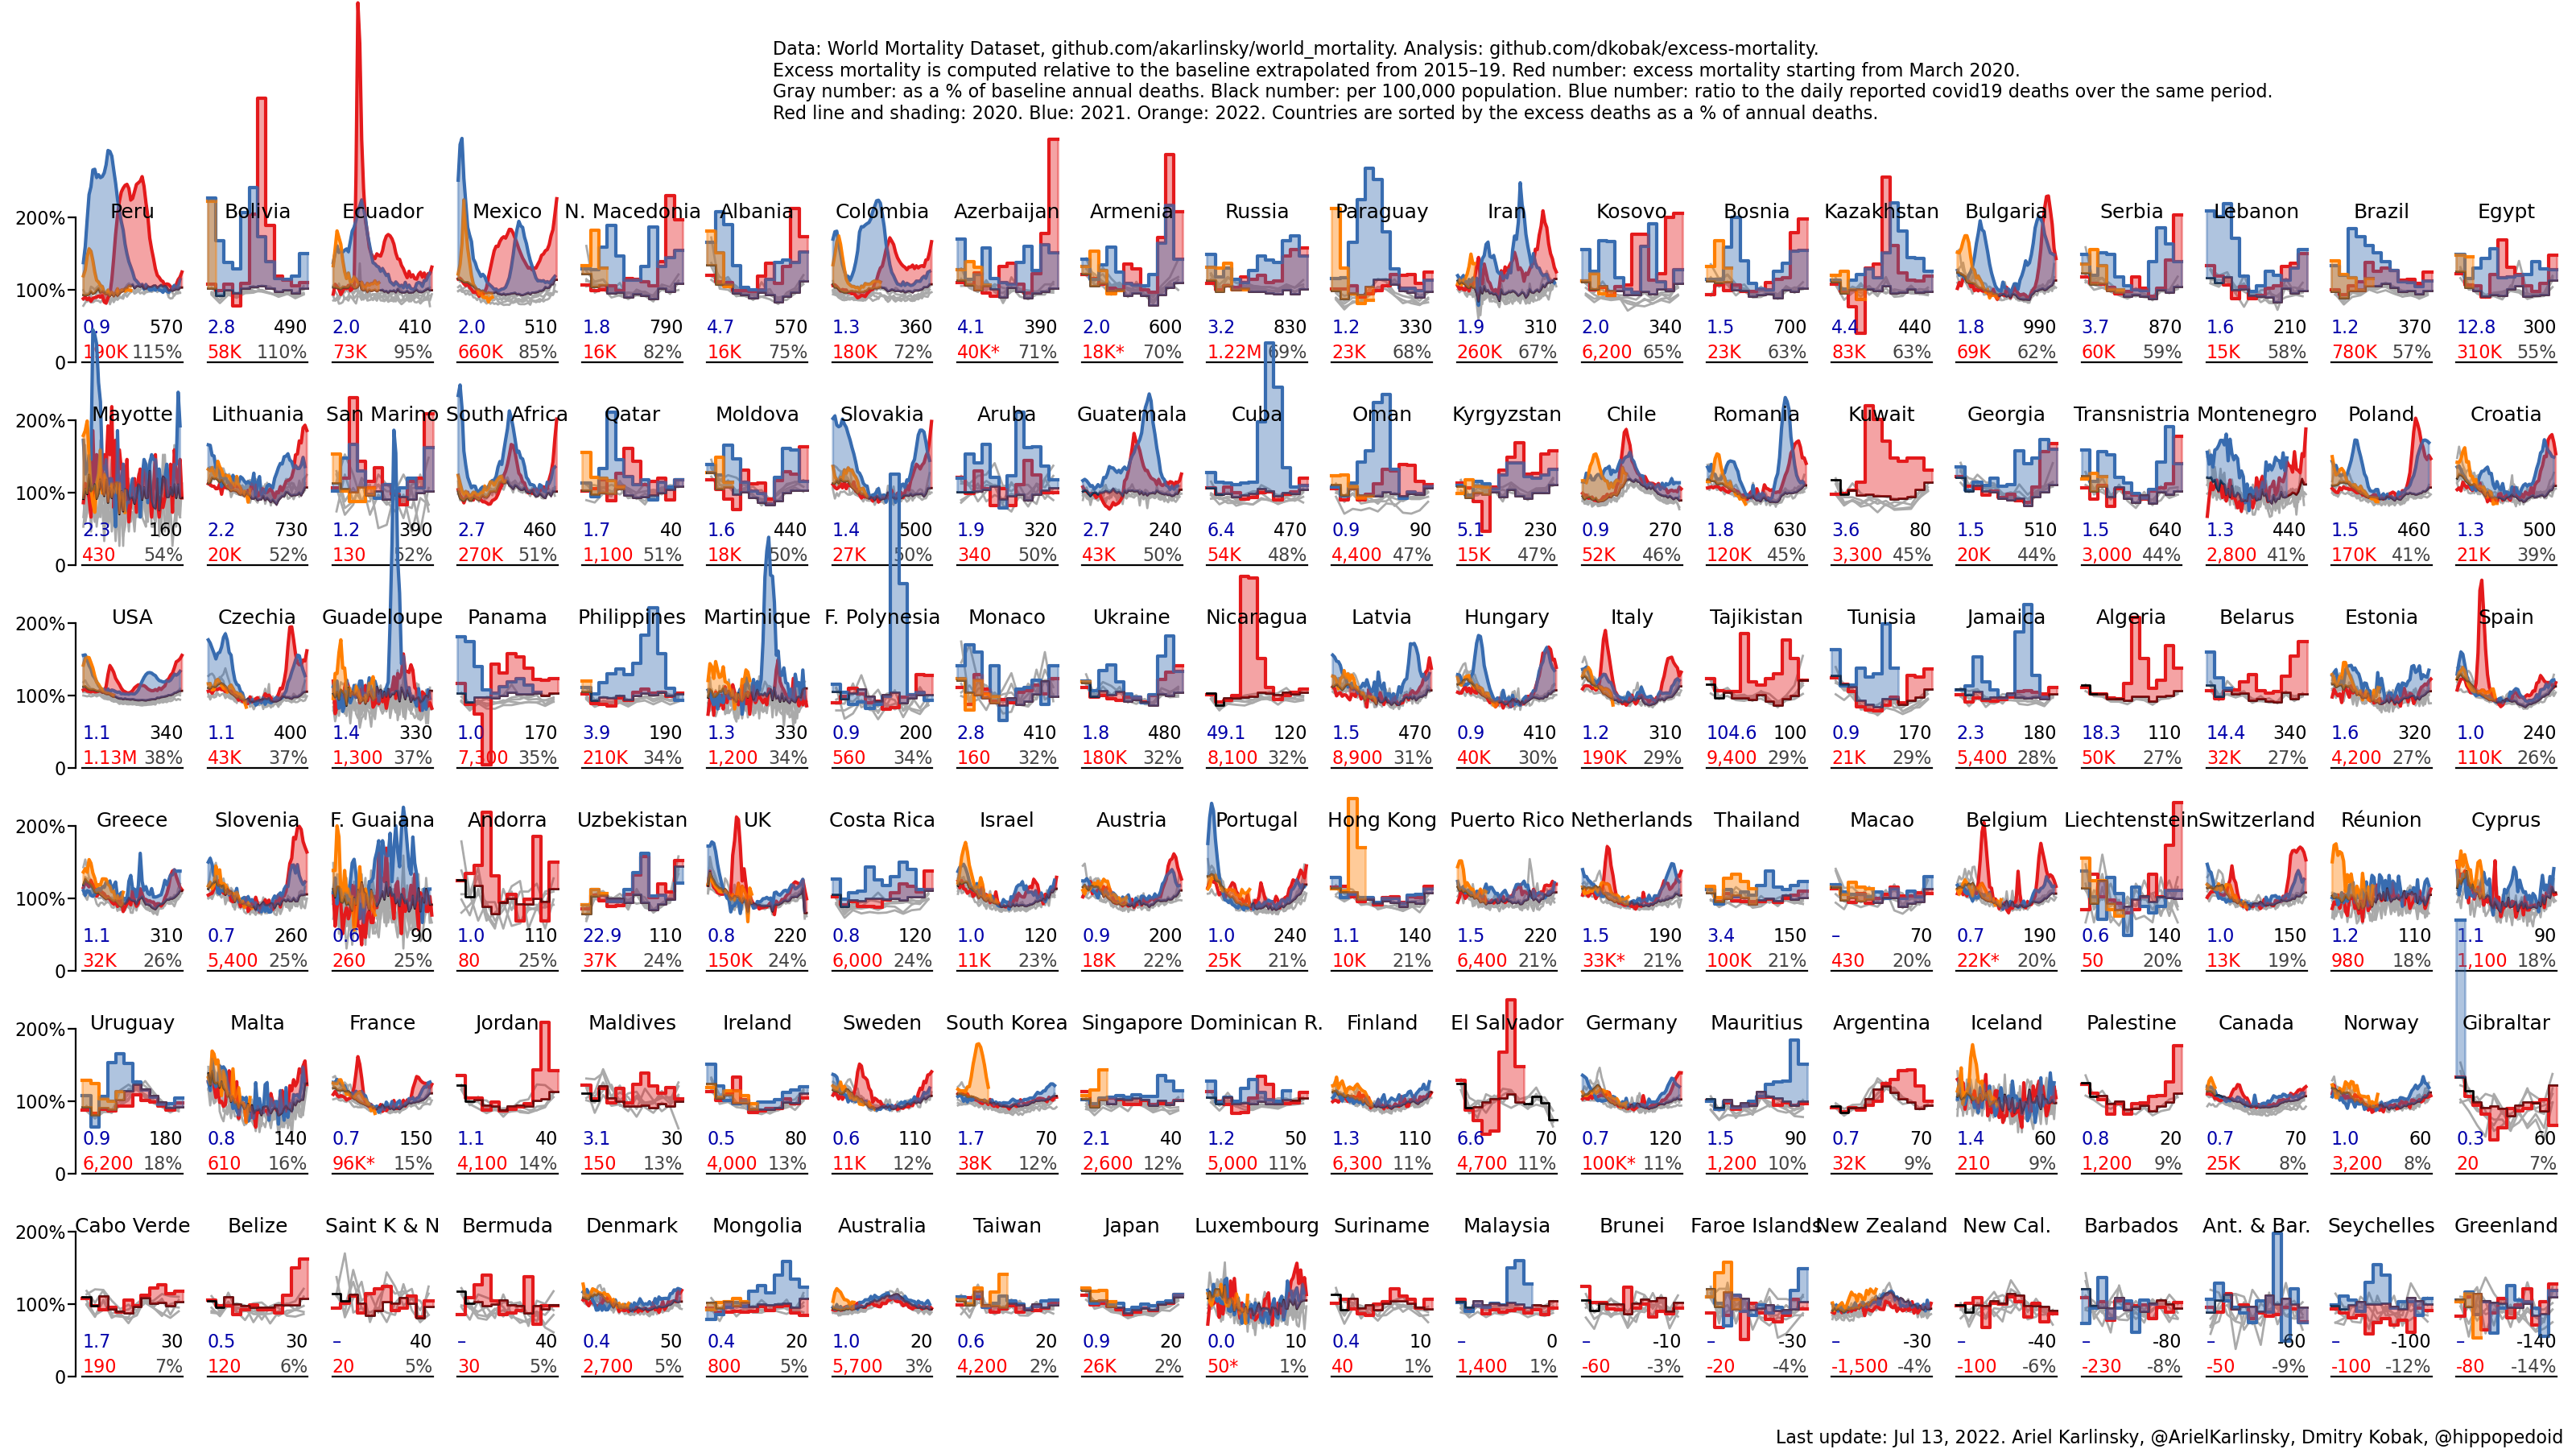 Data: World Mortality Dataset, github.com/akarlinsky/world_mortality. Analysis: github.com/dkobak/excess-mortality.
Excess mortality is computed relative to the baseline extrapolated from 2015–19. Red number: excess mortality starting from March 2020.
Gray number: as a % of baseline annual deaths. Black number: per 100,000 population. Blue number: ratio to the daily reported covid19 deaths over the same period.
Red line and shading: 2020. Blue: 2021. Orange: 2022. Countries are sorted by the excess deaths as a % of annual deaths.
200% Peru Bolivia Ecuador Mexico N. Macedonia Albania Colombia Azerbaijan Armenia Russia Paraguay Iran Kosovo Bosnia Kazakhstan Bulgaria Serbia Lebanon Brazil Egypt
100%
0.9 570 2.8 490 2.0 410 2.0 510 1.8 790 4.7 570 1.3 360 4.1 390 2.0 600 3.2 830 1.2 330 1.9 310 2.0 340 1.5 700 4.4 440 1.8 990 3.7 870 1.6 210 1.2 370 12.8 300
0 190K 115% 58K 110% 73K 95% 660K 85% 16K 82% 16K 75% 180K 72% 40K* 71% 18K* 70% 1.22M 69% 23K 68% 260K 67% 6,200 65% 23K 63% 83K 63% 69K 62% 60K 59% 15K 58% 780K 57% 310K 55%
200% Mayotte Lithuania San Marino South Africa Qatar Moldova Slovakia Aruba Guatemala Cuba Oman Kyrgyzstan Chile Romania Kuwait Georgia Transnistria Montenegro Poland Croatia
100%
2.3 160 2.2 730 1.2 390 2.7 460 1.7 40 1.6 440 1.4 500 1.9 320 2.7 240 6.4 470 0.9 90 5.1 230 0.9 270 1.8 630 3.6 80 1.5 510 1.5 640 1.3 440 1.5 460 1.3 500
0 430 54% 20K 52% 130 52% 270K 51% 1,100 51% 18K 50% 27K 50% 340 50% 43K 50% 54K 48% 4,400 47% 15K 47% 52K 46% 120K 45% 3,300 45% 20K 44% 3,000 44% 2,800 41% 170K 41% 21K 39%
200% USA Czechia Guadeloupe Panama Philippines Martinique F. Polynesia Monaco Ukraine Nicaragua Latvia Hungary Italy Tajikistan Tunisia Jamaica Algeria Belarus Estonia Spain
100%
1.1 340 1.1 400 1.4 330 1.0 170 3.9 190 1.3 330 0.9 200 2.8 410 1.8 480 49.1 120 1.5 470 0.9 410 1.2 310 104.6 100 0.9 170 2.3 180 18.3 110 14.4 340 1.6 320 1.0 240
0 1.13M 38% 43K 37% 1,300 37% 7,300 35% 210K 34% 1,200 34% 560 34% 160 32% 180K 32% 8,100 32% 8,900 31% 40K 30% 190K 29% 9,400 29% 21K 29% 5,400 28% 50K 27% 32K 27% 4,200 27% 110K 26%
200% Greece Slovenia F. Guaiana Andorra Uzbekistan UK Costa Rica Israel Austria Portugal Hong Kong Puerto Rico Netherlands Thailand Macao Belgium Liechtenstein Switzerland Réunion Cyprus
100%
1.1 310 0.7 260 0.6 90 1.0 110 22.9 110 0.8 220 0.8 120 1.0 120 0.9 200 1.0 240 1.1 140 1.5 220 1.5 190 3.4 150 – 70 0.7 190 0.6 140 1.0 150 1.2 110 1.1 90
0 32K 26% 5,400 25% 260 25% 80 25% 37K 24% 150K 24% 6,000 24% 11K 23% 18K 22% 25K 21% 10K 21% 6,400 21% 33K* 21% 100K 21% 430 20% 22K* 20% 50 20% 13K 19% 980 18% 1,100 18%
200% Uruguay Malta France Jordan Maldives Ireland Sweden South Korea Singapore Dominican R. Finland El Salvador Germany Mauritius Argentina Iceland Palestine Canada Norway Gibraltar
100%
0.9 180 0.8 140 0.7 150 1.1 40 3.1 30 0.5 80 0.6 110 1.7 70 2.1 40 1.2 50 1.3 110 6.6 70 0.7 120 1.5 90 0.7 70 1.4 60 0.8 20 0.7 70 1.0 60 0.3 60
0 6,200 18% 610 16% 96K* 15% 4,100 14% 150 13% 4,000 13% 11K 12% 38K 12% 2,600 12% 5,000 11% 6,300 11% 4,700 11% 100K* 11% 1,200 10% 32K 9% 210 9% 1,200 9% 25K 8% 3,200 8% 20 7%
200% Cabo Verde Belize Saint K & N Bermuda Denmark Mongolia Australia Taiwan Japan Luxembourg Suriname Malaysia Brunei Faroe Islands New Zealand New Cal. Barbados Ant. & Bar. Seychelles Greenland
100%
1.7 30 0.5 30 – 40 – 40 0.4 50 0.4 20 1.0 20 0.6 20 0.9 20 0.0 10 0.4 10 – 0 – -10 – -30 – -30 – -40 – -80 – -60 – -100 – -140
0 190 7% 120 6% 20 5% 30 5% 2,700 5% 800 5% 5,700 3% 4,200 2% 26K 2% 50* 1% 40 1% 1,400 1% -60 -3% -20 -4% -1,500 -4% -100 -6% -230 -8% -50 -9% -100 -12% -80 -14%
Last update: Jul 13, 2022. Ariel Karlinsky, @ArielKarlinsky, Dmitry Kobak, @hippopedoid